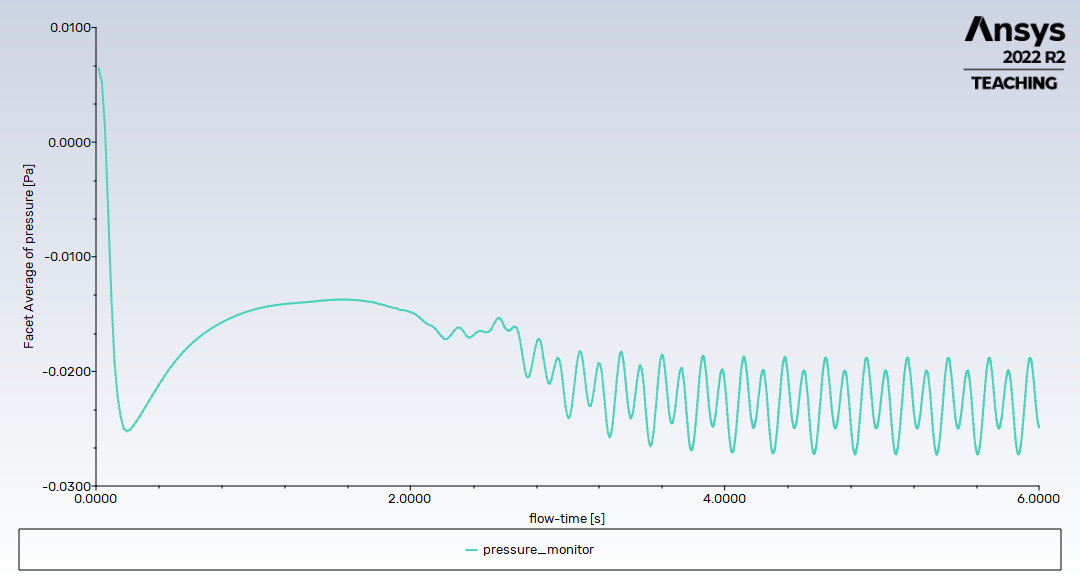 Ansys
2022 R2
TEACHING
0.0100
0.0000
-0.0100
-0.0200
-0.0300
Facet Average of pressure [Pa]
0.0000
2.0000
4.0000
6.0000
flow-time [s]
pressure_monitor